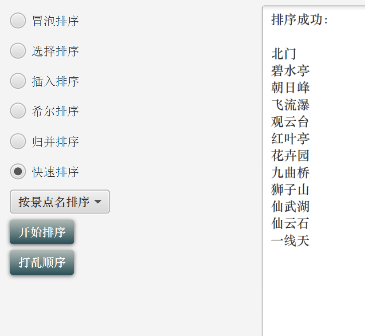 冒泡排序
选择排序
插入排序
希尔排序
归并排序
快速排序
按景点名排序
开始排序
打乱顺序
排序成功:
北门
碧水亭
朝日峰
飞流瀑
观云台
红叶亭
花卉园
九曲桥
狮子山
仙武湖
仙云石
一线天